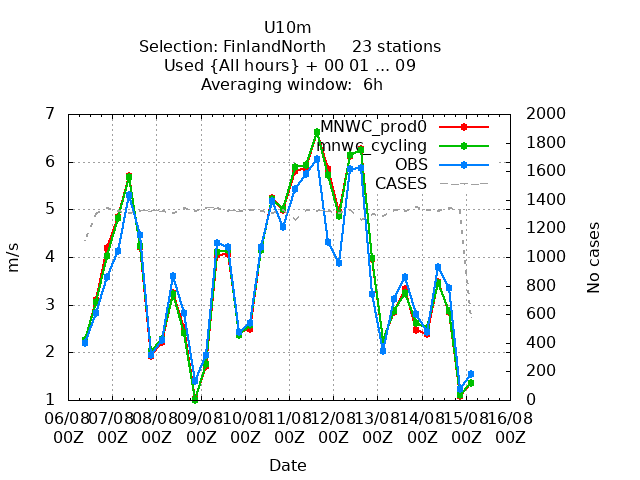 U10m
Selection: FinlandNorth 23 stations
Used {All hours} + 00 01 ... 09
Averaging window: 6h
MNWC_prod0
mnwc_cycling
OBS
CASES
7
6
5
4
3
2
1
m/s
2000
1800
1600
1400
1200
1000
800
600
400
200
0
No cases
06/08 07/08 08/08 09/08 10/08 11/08 12/08 13/08 14/08 15/08 16/08
00Z 00Z 00Z 00Z 00Z 00Z 00Z 00Z 00Z 00Z 00Z
Date